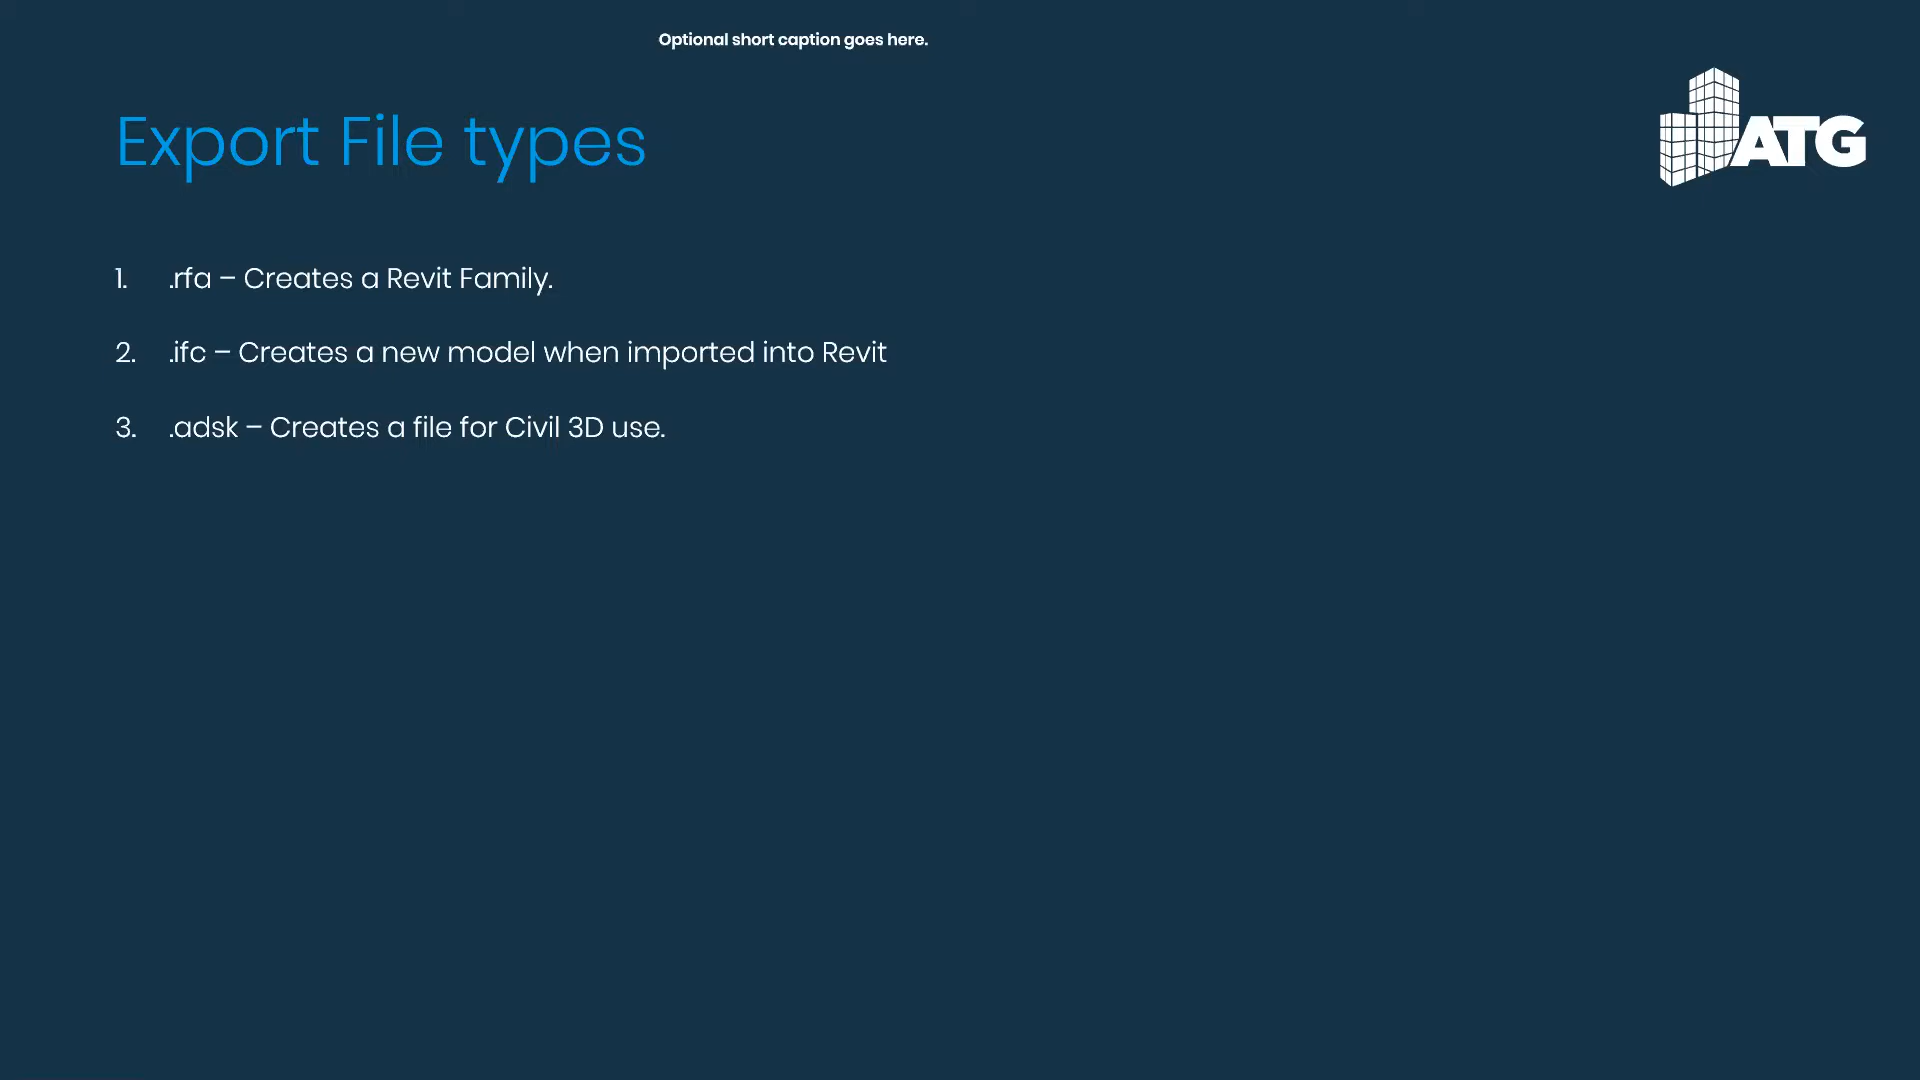 Optional short caption goes here.
Export File types
ATG
1. .rfa – Creates a Revit Family.
2. .ifc – Creates a new model when imported into Revit
3. .adsk – Creates a file for Civil 3D use.